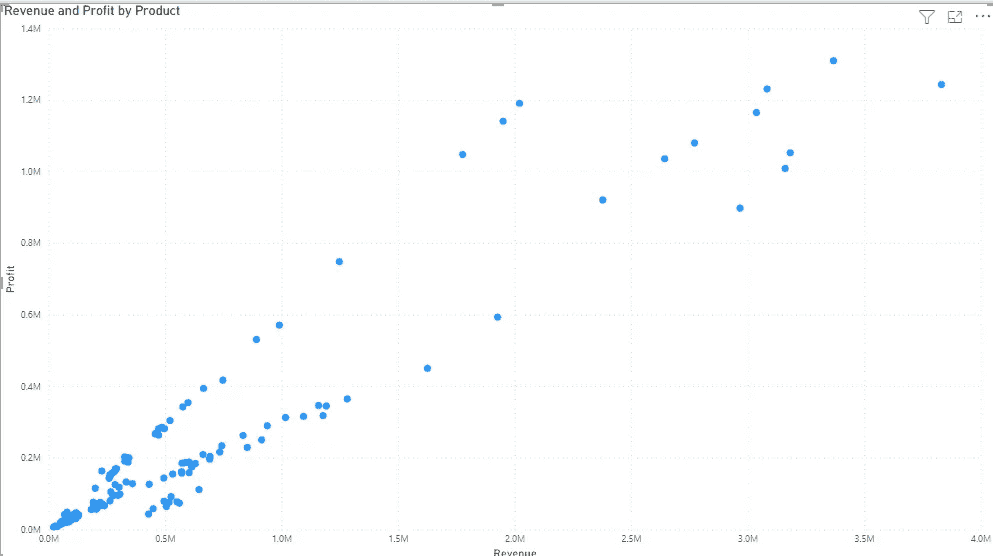 Revenue and Profit by Product
1.4M
1.2M
1.0M
0.8M
0.6M
0.4M
0.2M
0.0M
Profit
0.0M 0.5M 1.0M 1.5M 2.0M 2.5M 3.0M 3.5M 4.0M
Revenue